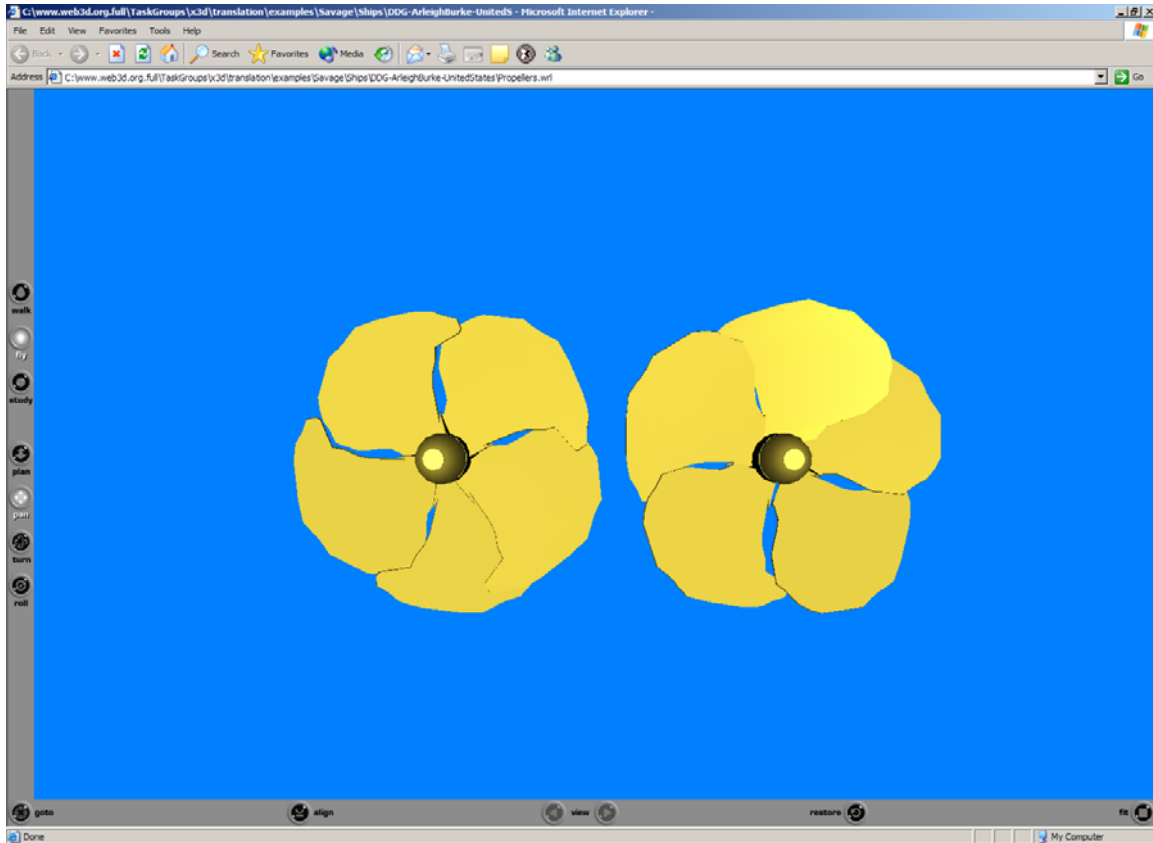 C:\www.web3d.org.full\TaskGroups\x3d\translation\examples\Savage\Ships\DDG-ArleighBurke-UnitedS - Microsoft Internet Explorer -
File Edit View Favorites Tools Help
Back Search Favorites Media
Address C:\www.web3d.org.full\TaskGroups\x3d\translation\examples\Savage\Ships\DDG-ArleighBurke-UnitedStates\Propellers.wrl Go
walk
fly
study
plan
pan
turn
roll
goto align view restore fit
Done My Computer